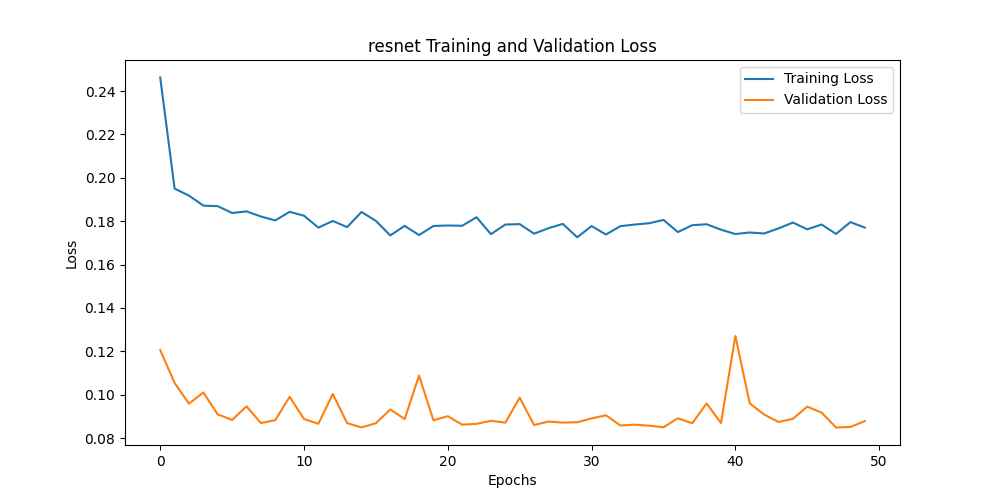 resnet Training and Validation Loss
Training Loss
Validation Loss
0.24
0.22
0.20
0.18
0.16
0.14
0.12
0.10
0.08
Loss
0 10 20 30 40 50
Epochs